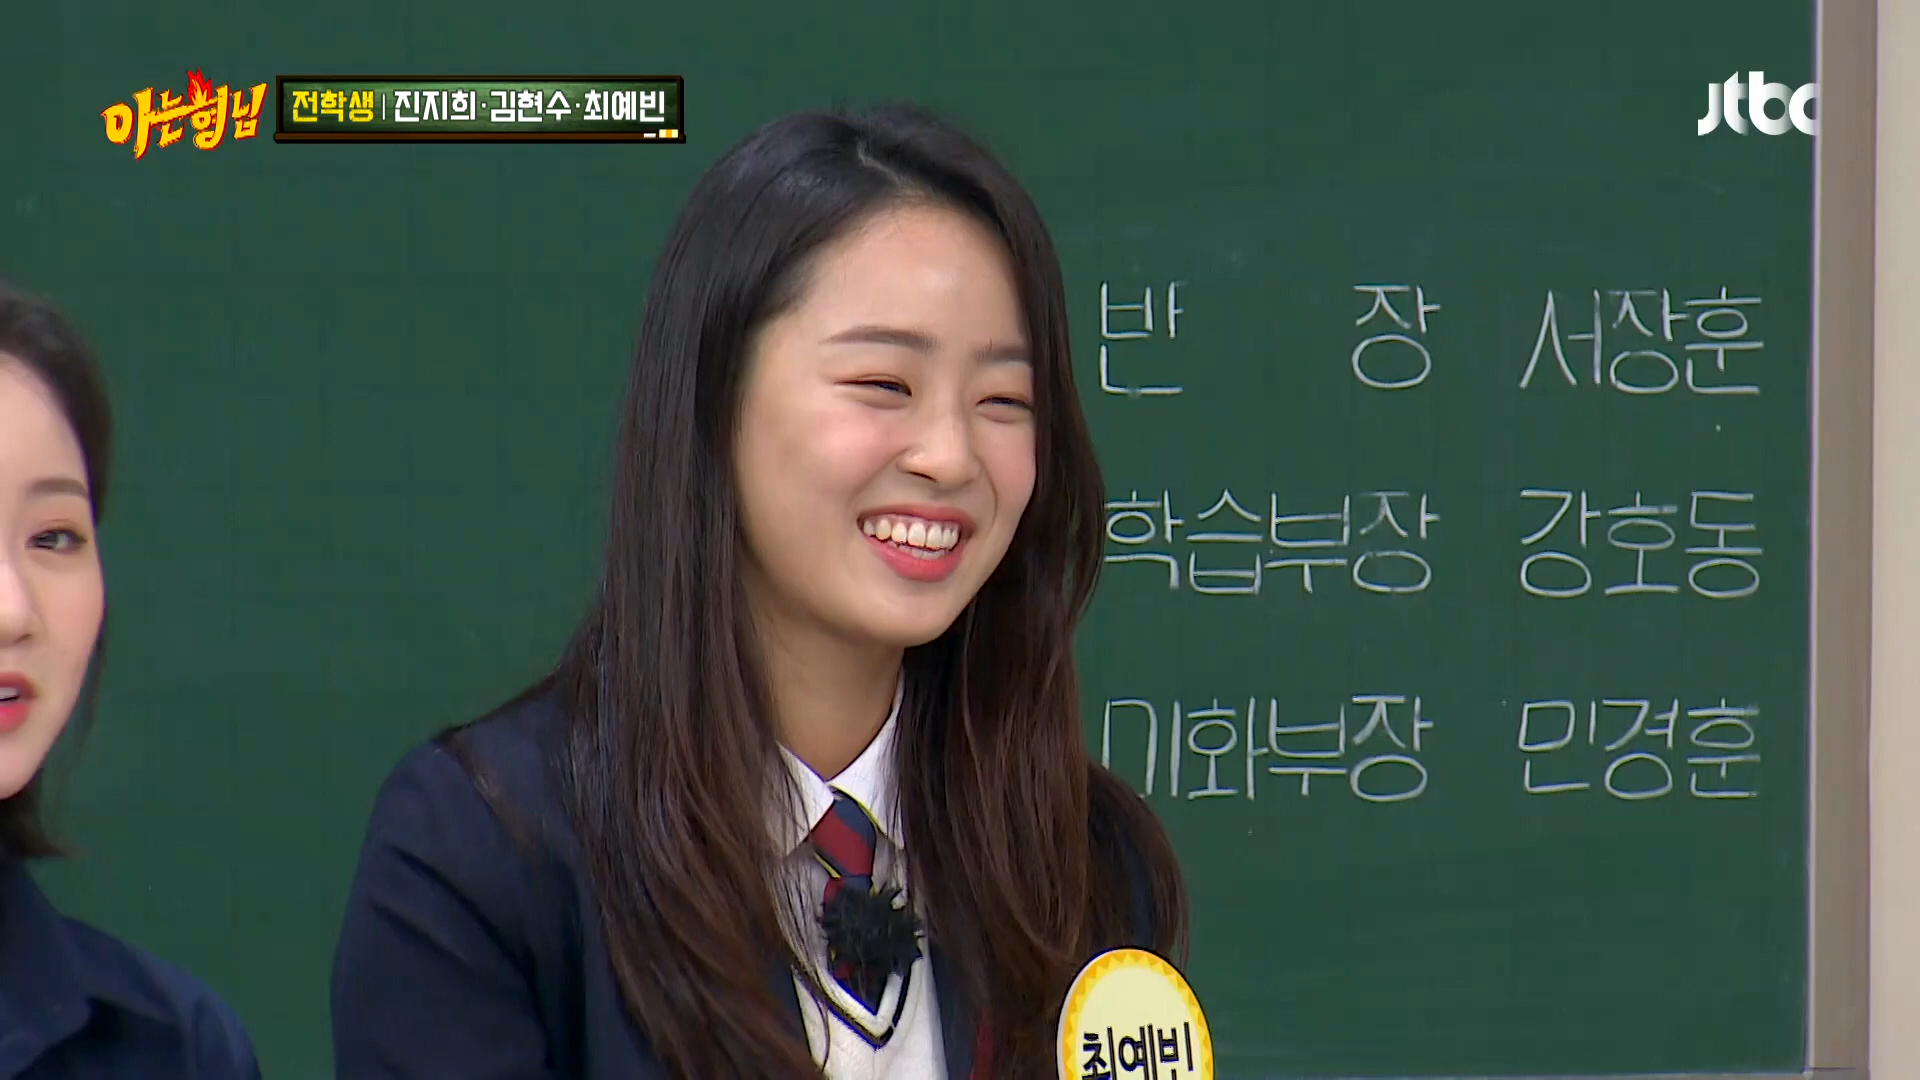 아는형님
전학생 | 진지희·김현수·최예빈
jtbc
반 장 서장훈
학습부장 강호동
미화부장 민경훈
최예빈